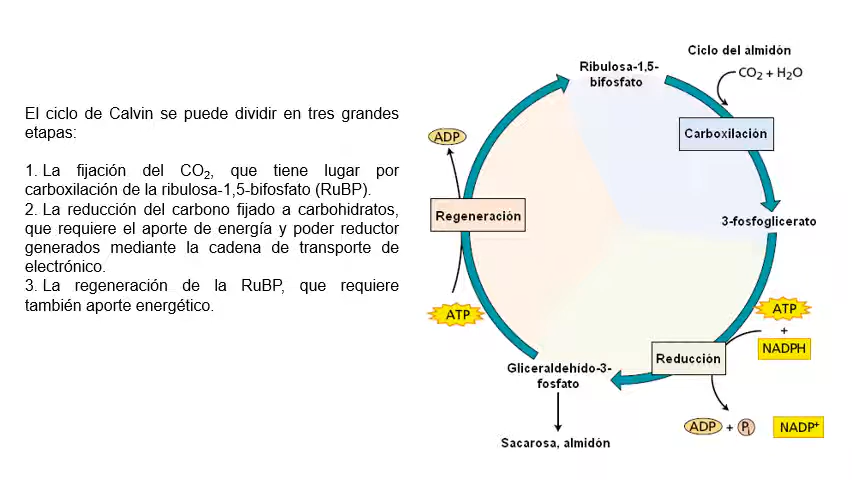 El ciclo de Calvin se puede dividir en tres grandes
etapas:
1. La fijación del CO₂, que tiene lugar por
carboxilación de la ribulosa-1,5-bifosfato (RuBP).
2. La reducción del carbono fijado a carbohidratos,
que requiere el aporte de energía y poder reductor
generados mediante la cadena de transporte de
electrónico.
3. La regeneración de la RuBP, que requiere
también aporte energético.
Ciclo del almidón
Ribulosa-1,5-
bifosfato
CO₂ + H₂O
Carboxilación
ADP
Regeneración
3-fosfoglicerato
ATP
ATP
+
NADPH
Reducción
Gliceraldehído-3-
fosfato
ADP + Pᵢ NADP⁺
Sacarosa, almidón